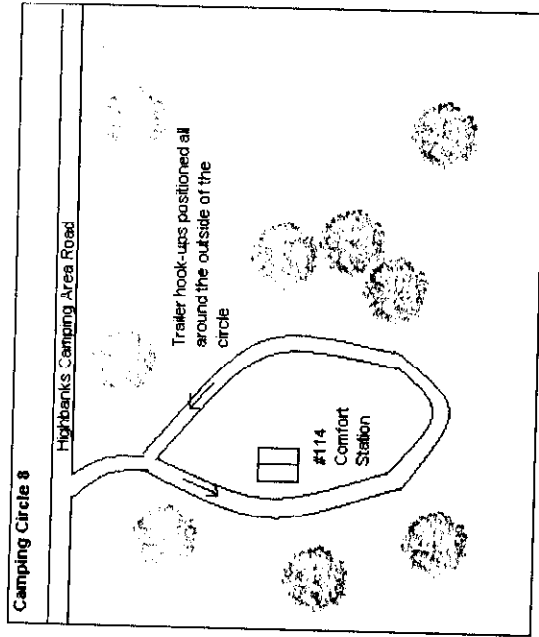 Camping Circle 8
Highbanks Camping Area Road
Trailer hook-ups positioned all
around the outside of the
circle
#114
Comfort
Station